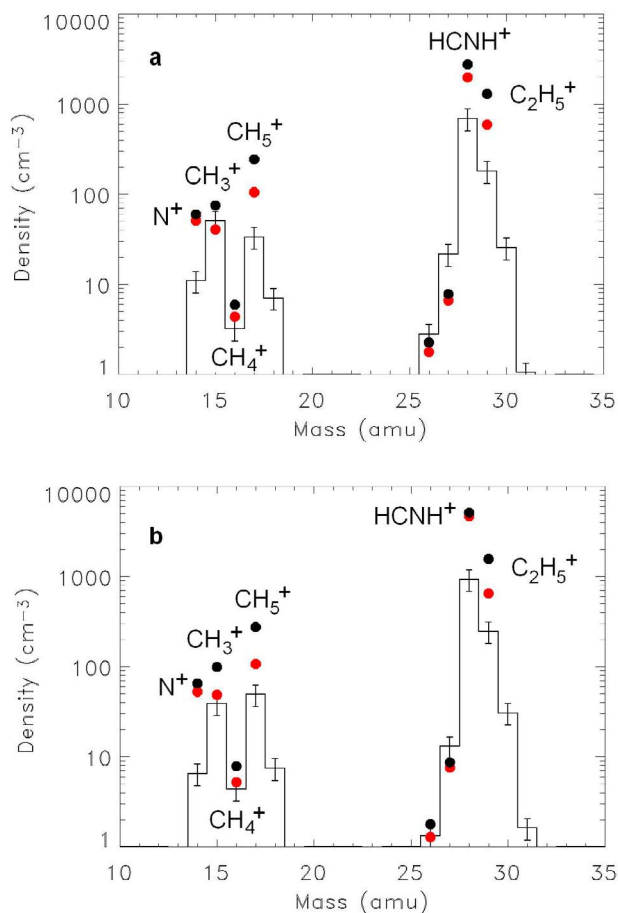 10000
HCNH⁺
a
C₂H₅⁺
1000
CH₅⁺
CH₃⁺
N⁺
100
10
CH₄⁺
1
Density (cm⁻³)
10 15 20 25 30 35
Mass (amu)
10000
HCNH⁺
b
C₂H₅⁺
1000
CH₅⁺
CH₃⁺
N⁺
100
10
CH₄⁺
1
Density (cm⁻³)
10 15 20 25 30 35
Mass (amu)